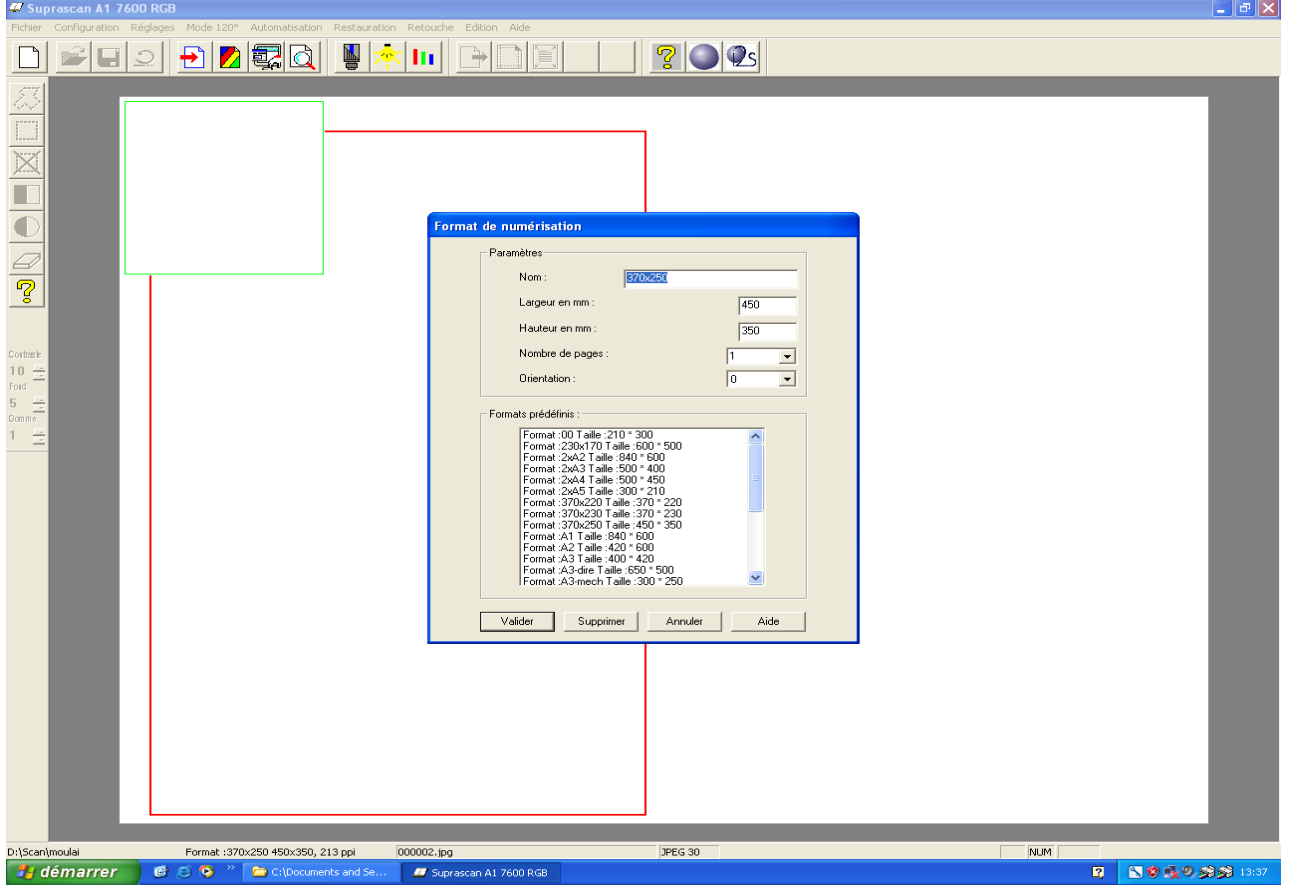 Suprascan A1 7600 RGB
Fichier Configuration Réglages Mode 120° Automatisation Restauration Retouche Edition Aide
Contraste
10
Fond
5
Gomme
1
Format de numérisation
Paramètres
Nom : 370x250
Largeur en mm : 450
Hauteur en mm : 350
Nombre de pages : 1
Orientation : 0
Formats prédéfinis :
Format :00 Taille :210 * 300
Format :230x170 Taille :600 * 500
Format :2xA2 Taille :840 * 600
Format :2xA3 Taille :500 * 400
Format :2xA4 Taille :500 * 450
Format :2xA5 Taille :300 * 210
Format :370x220 Taille :370 * 220
Format :370x230 Taille :370 * 230
Format :370x250 Taille :450 * 350
Format :A1 Taille :840 * 600
Format :A2 Taille :420 * 600
Format :A3 Taille :400 * 420
Format :A3-dire Taille :650 * 500
Format :A3-mech Taille :300 * 250
Valider Supprimer Annuler Aide
D:\Scan\moulai Format :370x250 450x350, 213 ppi 000002.jpg JPEG 30 NUM
démarrer C:\Documents and Se... Suprascan A1 7600 RGB 13:37